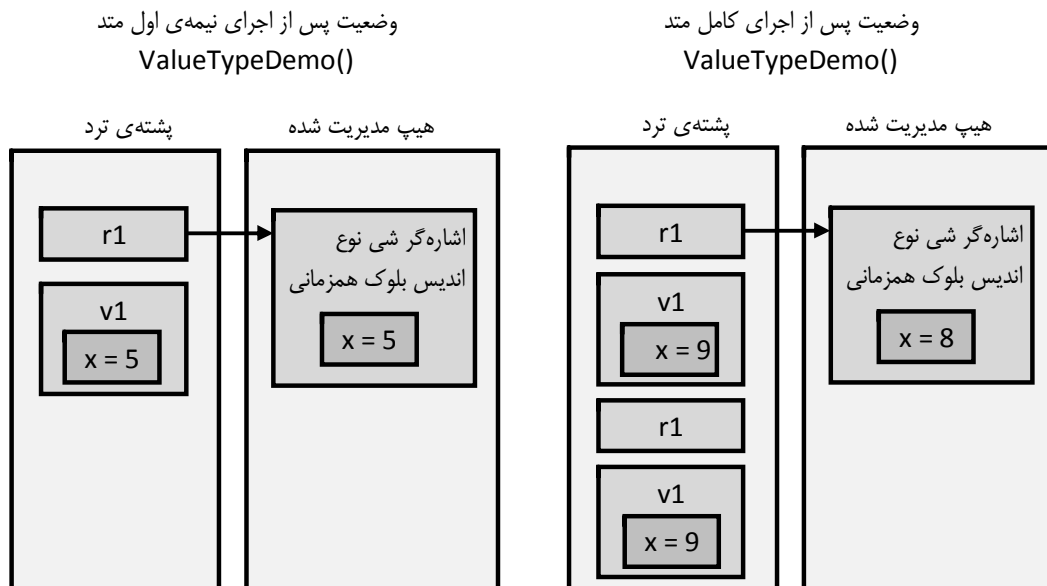 وضعیت پس از اجرای نیمه‌ی اول متد
ValueTypeDemo()
پشته‌ی ترد
هیپ مدیریت شده
r1
اشاره‌گر شی نوع
اندیس بلوک همزمانی
v1
x = 5
x = 5
وضعیت پس از اجرای کامل متد
ValueTypeDemo()
پشته‌ی ترد
هیپ مدیریت شده
r1
اشاره‌گر شی نوع
اندیس بلوک همزمانی
v1
x = 9
x = 8
r1
v1
x = 9